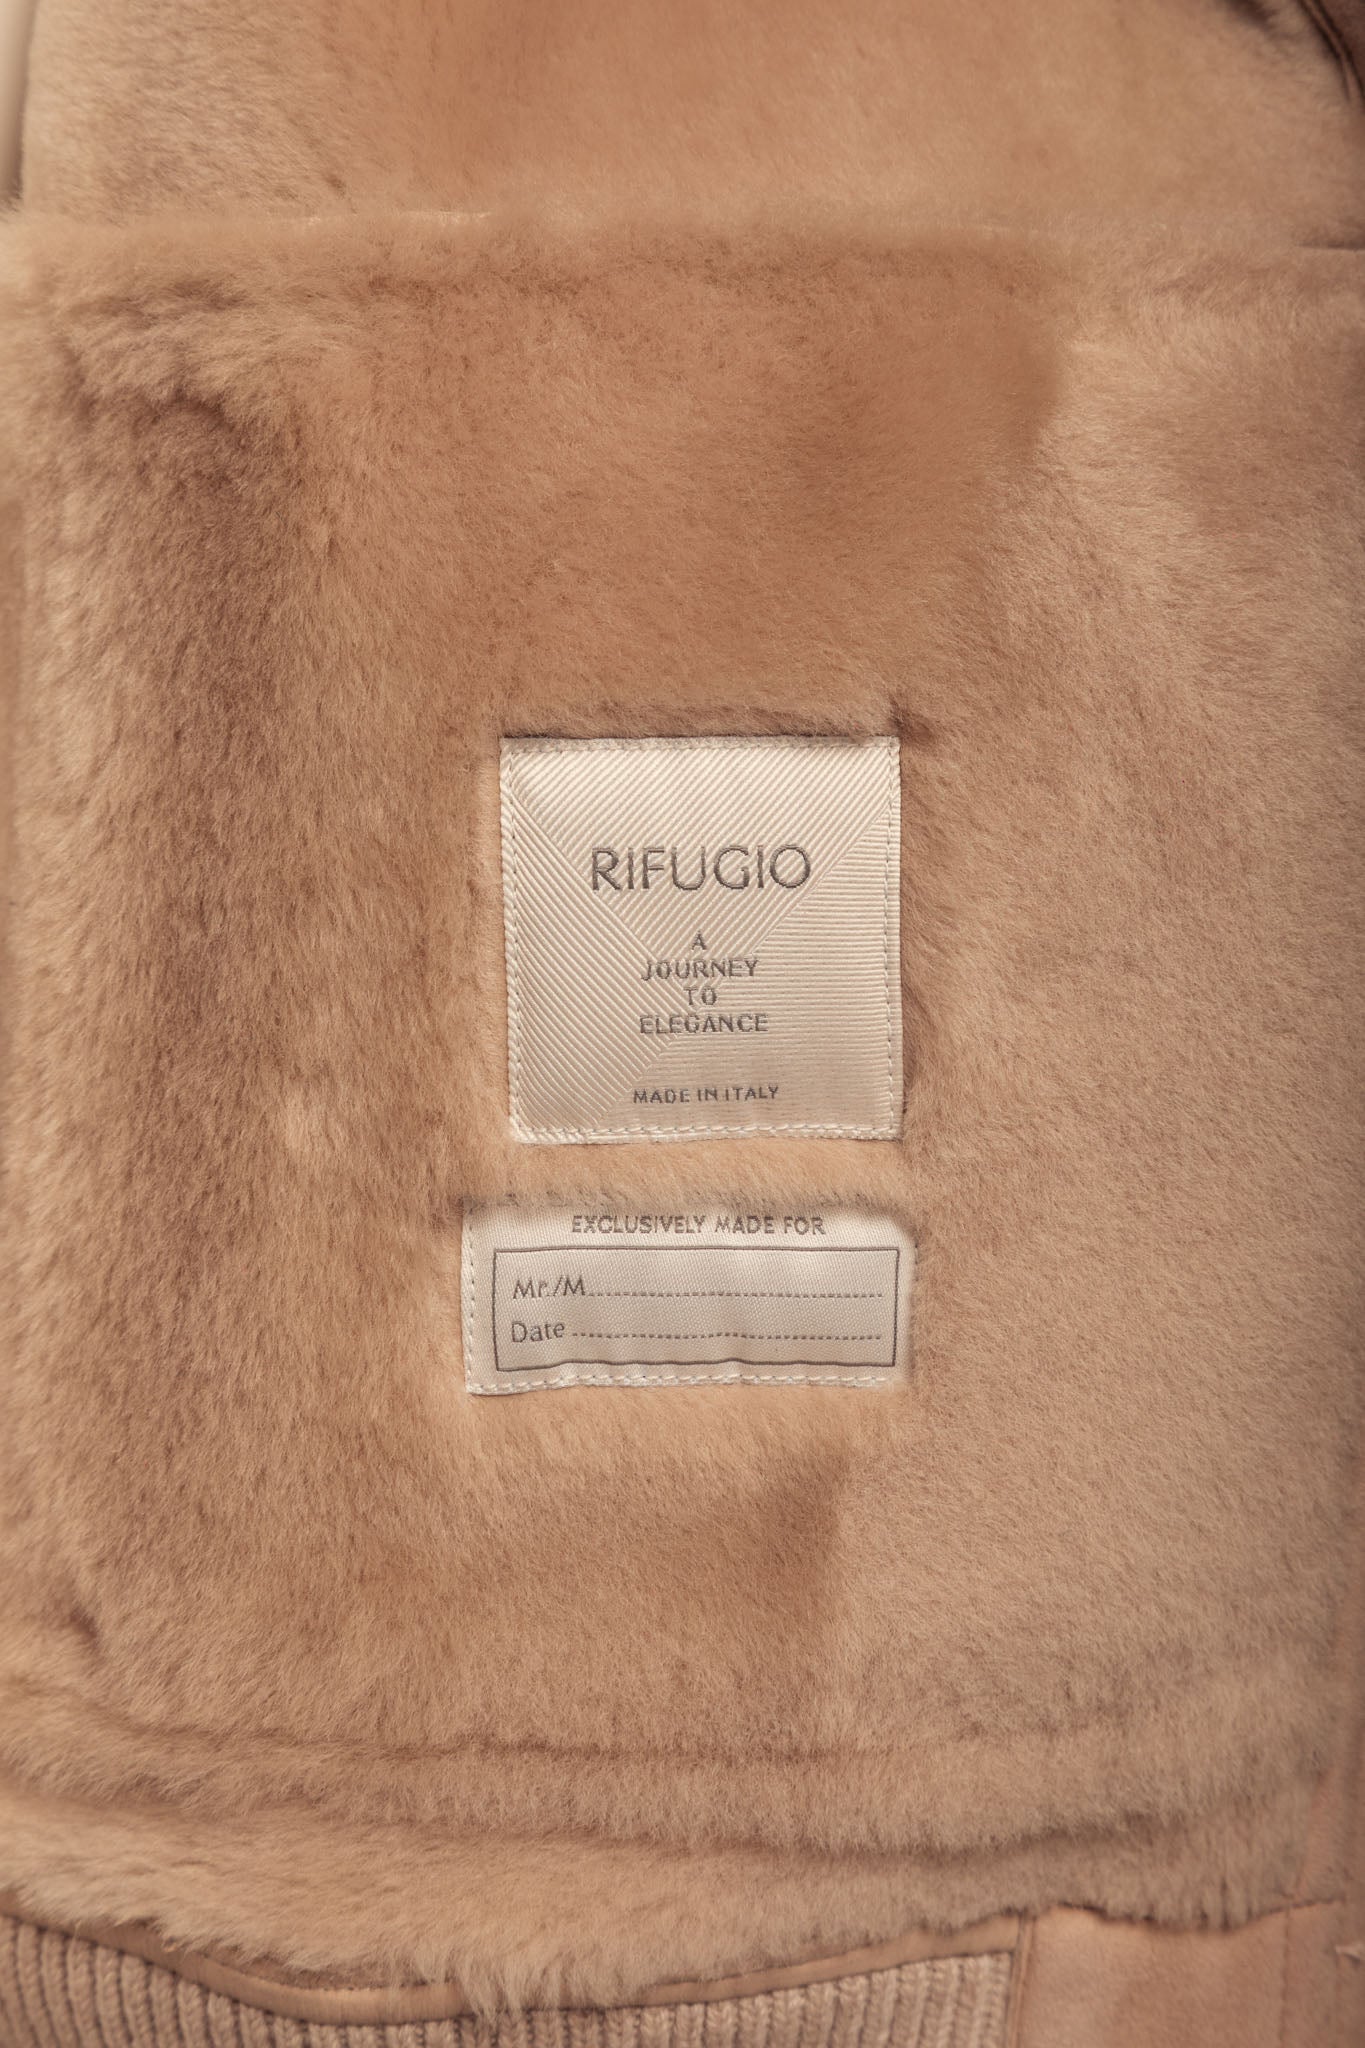 RIFUGIO
A
JOURNEY
TO
ELEGANCE
MADE IN ITALY
EXCLUSIVELY MADE FOR
Mr./M
Date